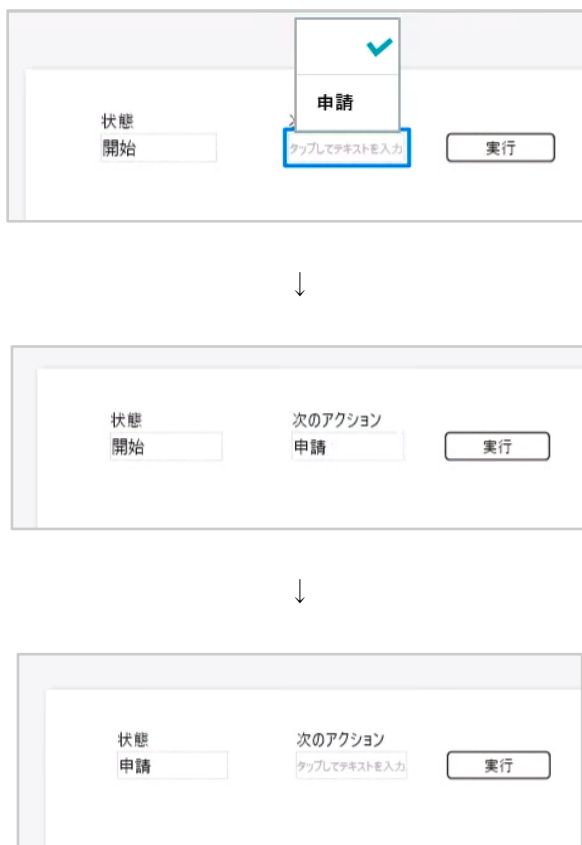 申請
状態
開始
タップしてテキストを入力
実行
↓
状態
次のアクション
開始
申請
実行
↓
状態
次のアクション
申請
タップしてテキストを入力
実行